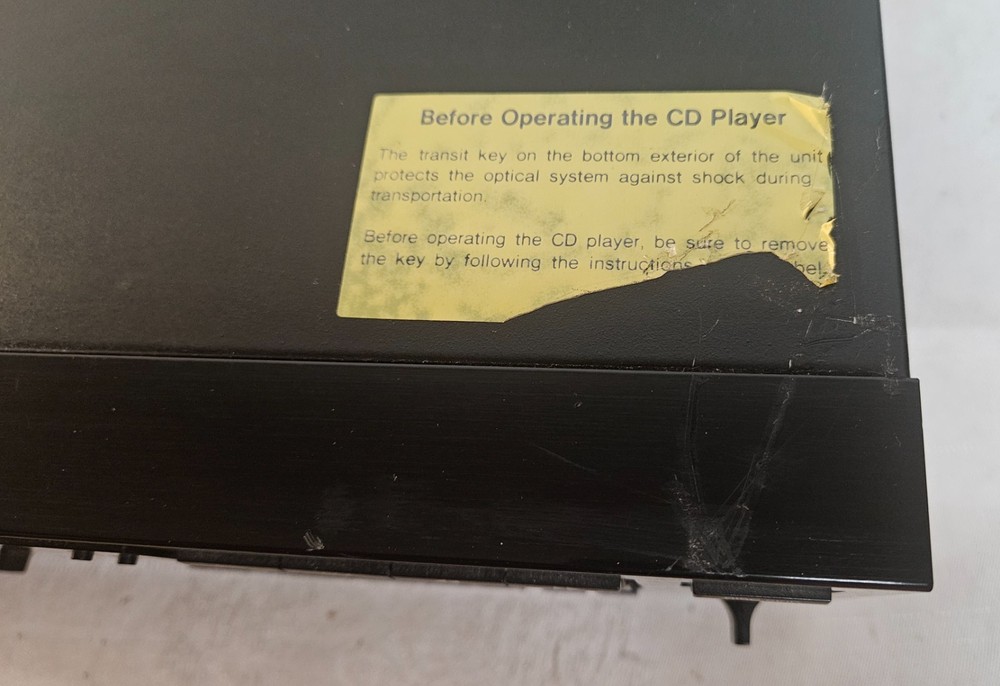 Before Operating the CD Player
The transit key on the bottom exterior of the unit
protects the optical system against shock during
transportation.
Before operating the CD player, be sure to remove
the key by following the instructions bel